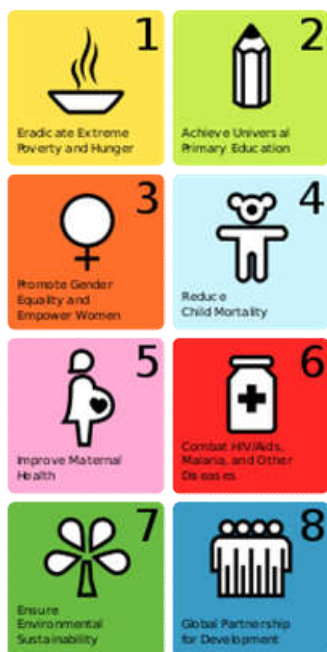 1
Eradicate Extreme
Poverty and Hunger
2
Achieve Universal
Primary Education
3
Promote Gender
Equality and
Empower Women
4
Reduce
Child Mortality
5
Improve Maternal
Health
6
Combat HIV/Aids,
Malaria, and Other
Diseases
7
Ensure
Environmental
Sustainability
8
Global Partnership
for Development